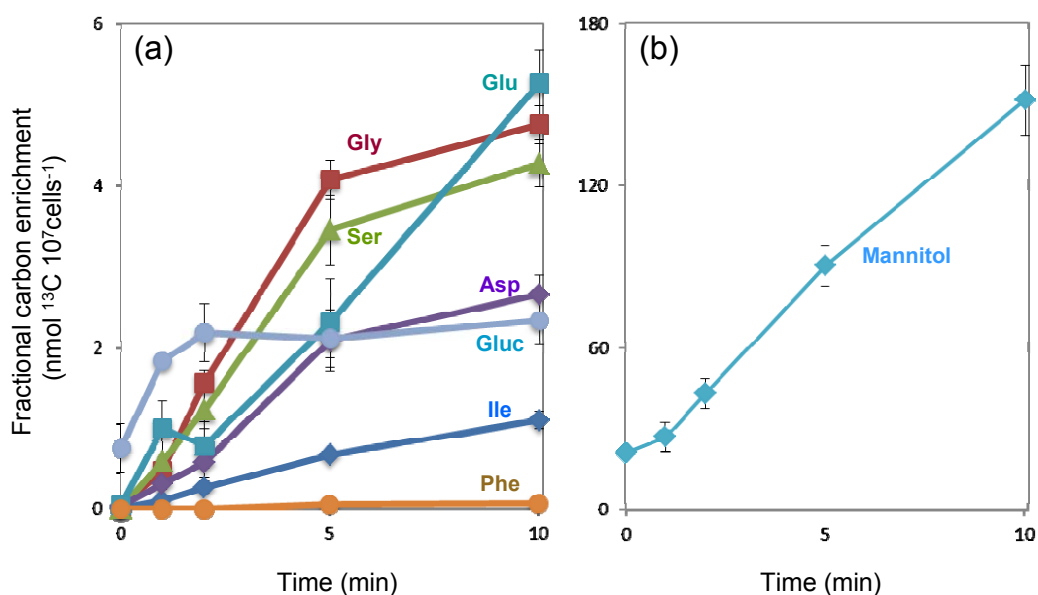 Fractional carbon enrichment
(nmol ¹³C 10⁷cells⁻¹)
6
4
2
0
(a)
Glu
Gly
Ser
Asp
Gluc
Ile
Phe
0
5
10
Time (min)
180
120
60
0
(b)
Mannitol
0
5
10
Time (min)